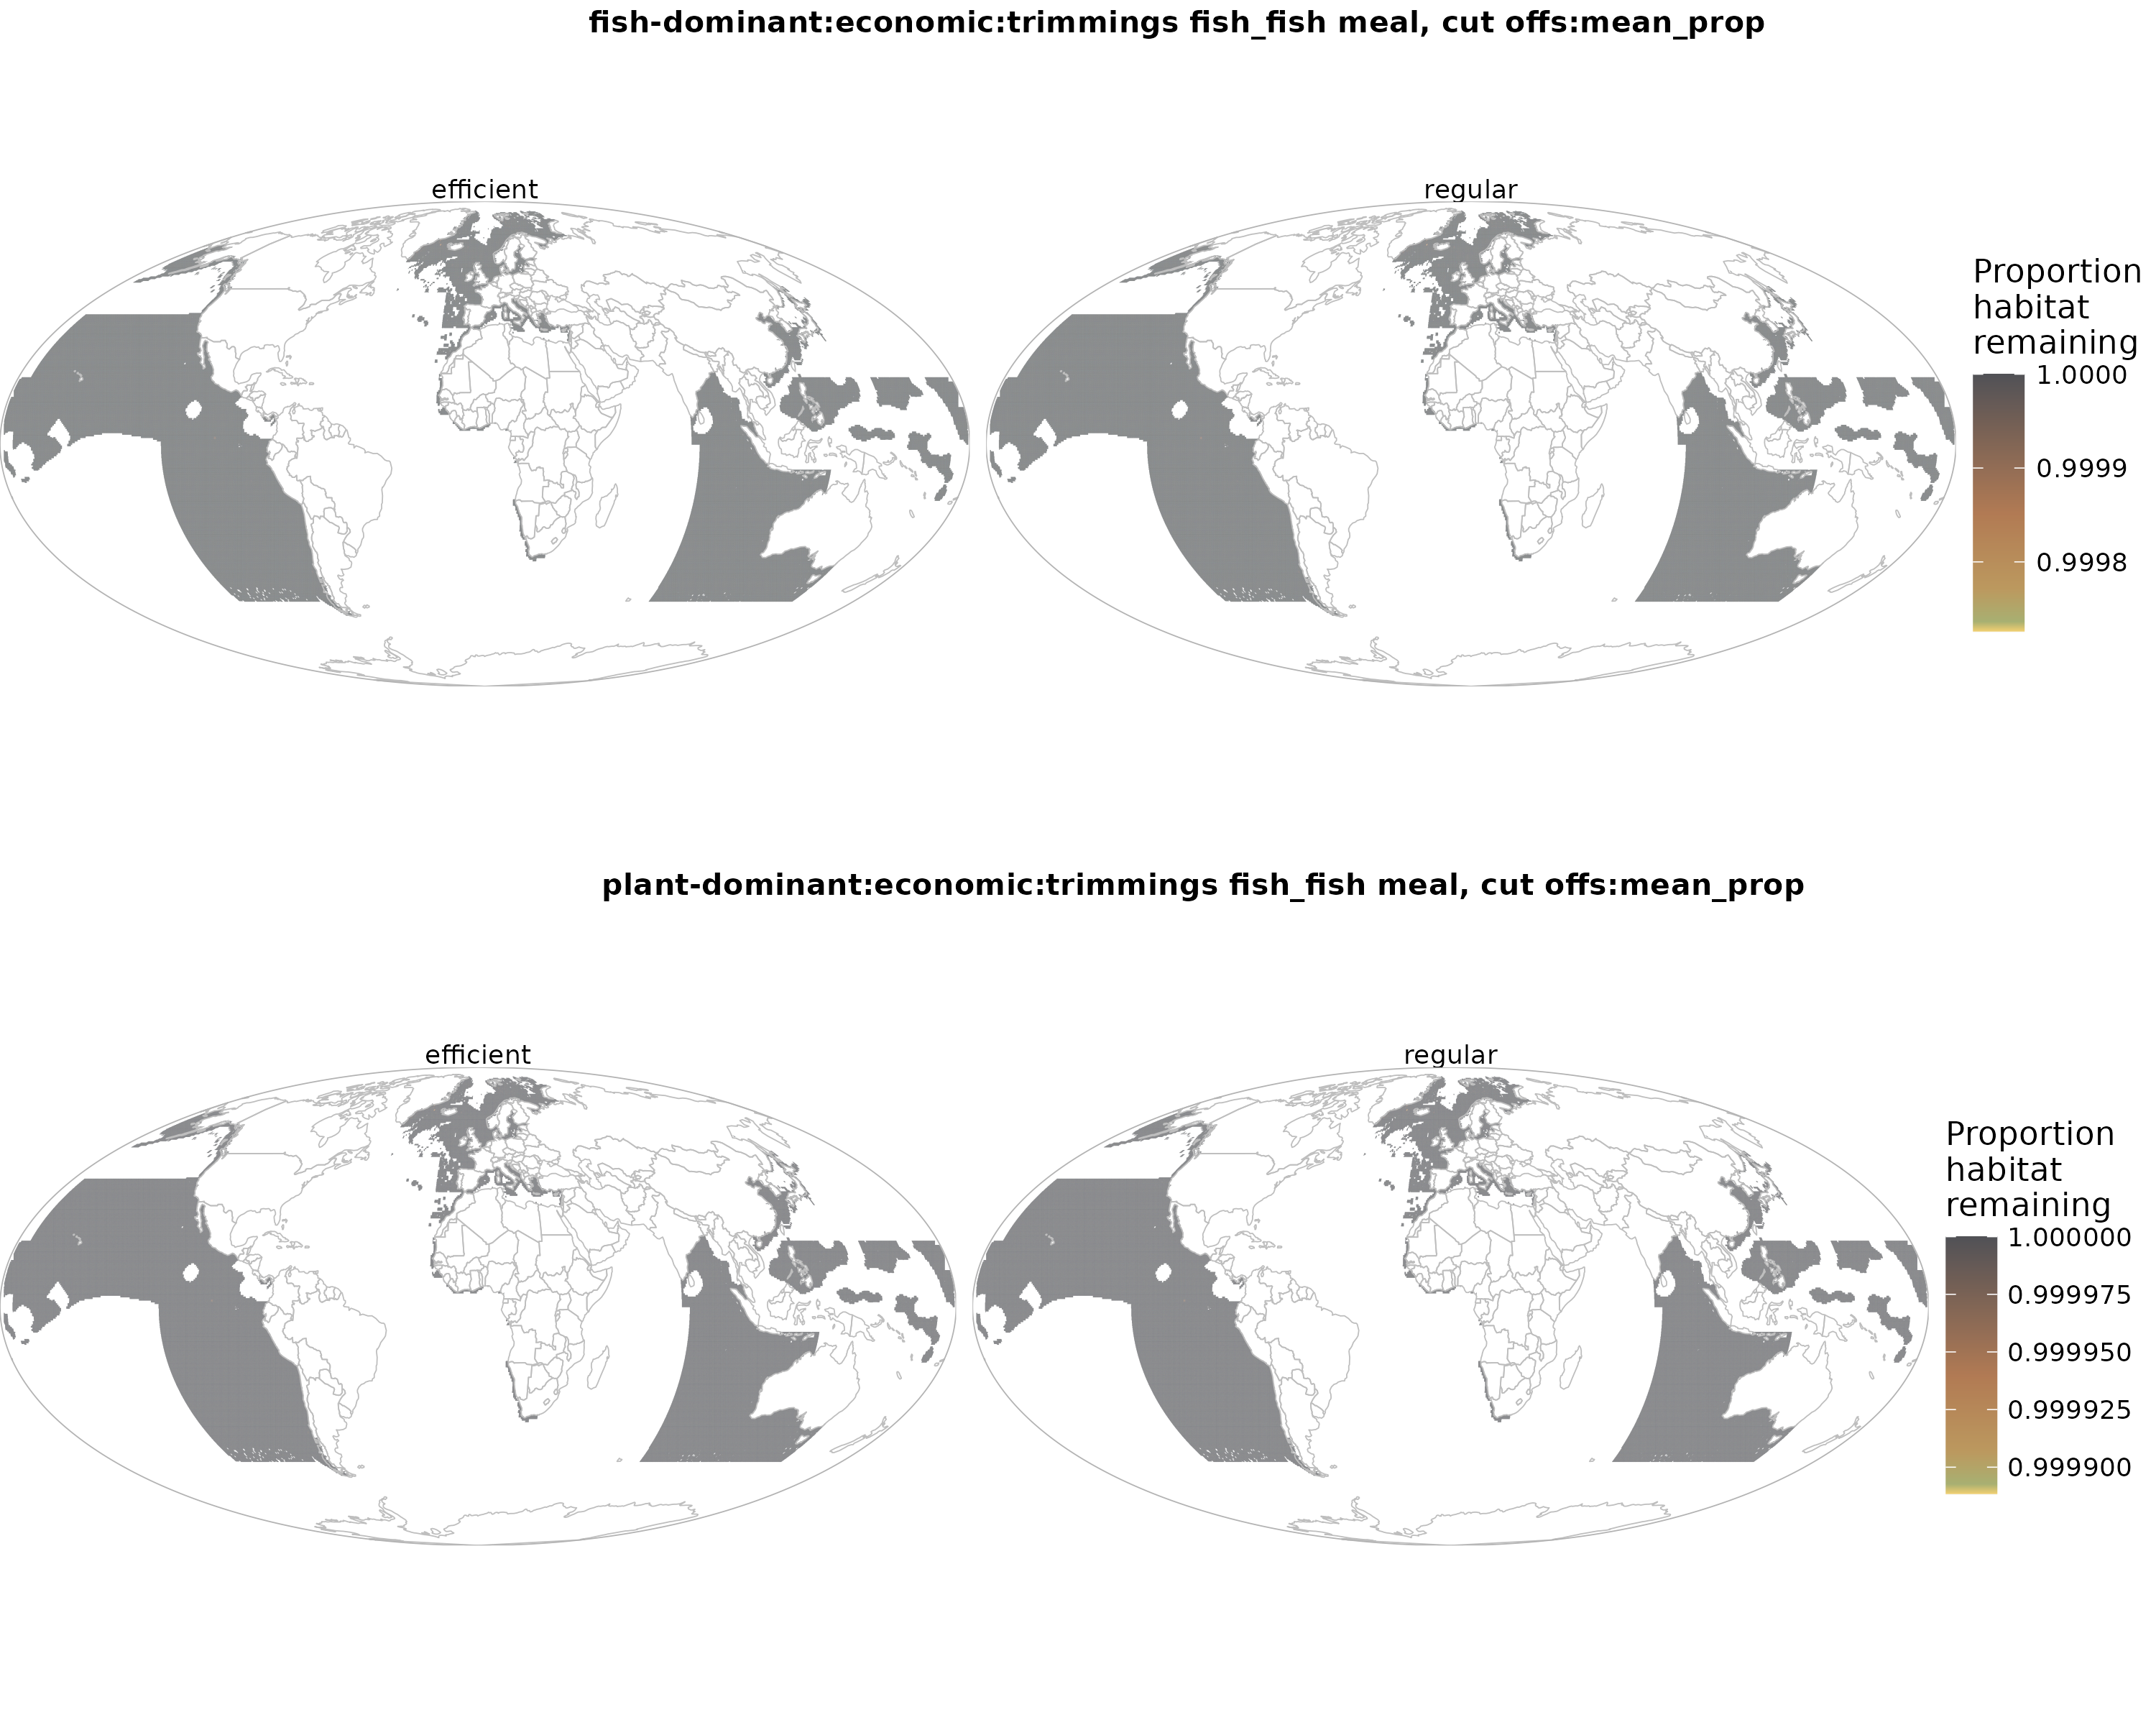 fish-dominant:economic:trimmings fish_fish meal, cut offs:mean_prop
efficient
regular
Proportion
habitat
remaining
1.0000
0.9999
0.9998
plant-dominant:economic:trimmings fish_fish meal, cut offs:mean_prop
efficient
regular
Proportion
habitat
remaining
1.000000
0.999975
0.999950
0.999925
0.999900